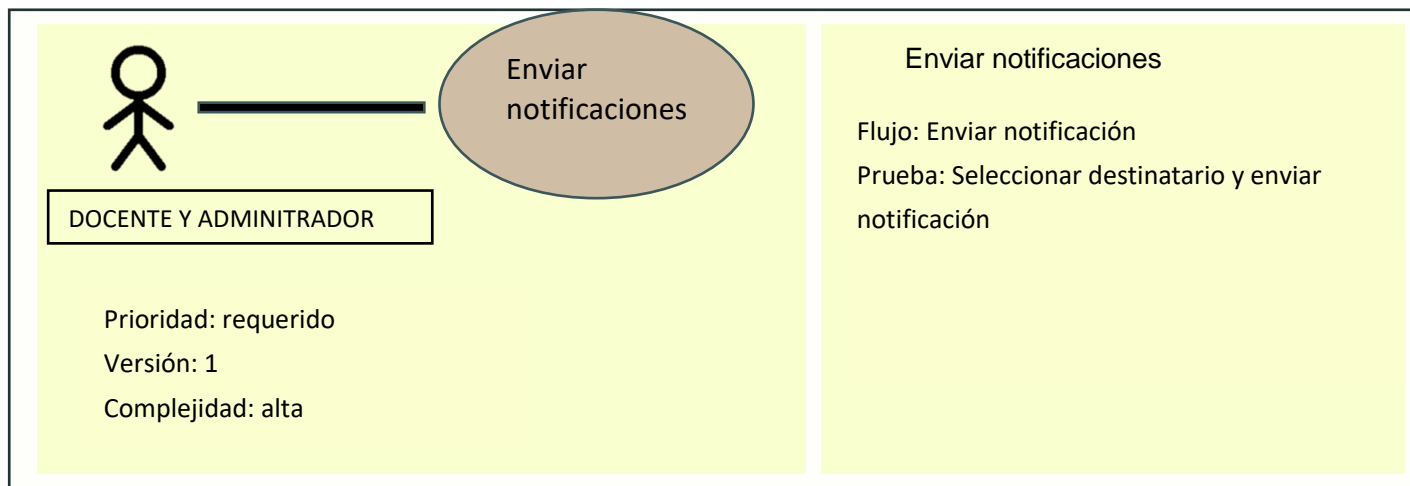 Enviar
notificaciones
DOCENTE Y ADMINITRADOR
Prioridad: requerido
Versión: 1
Complejidad: alta
Enviar notificaciones
Flujo: Enviar notificación
Prueba: Seleccionar destinatario y enviar
notificación